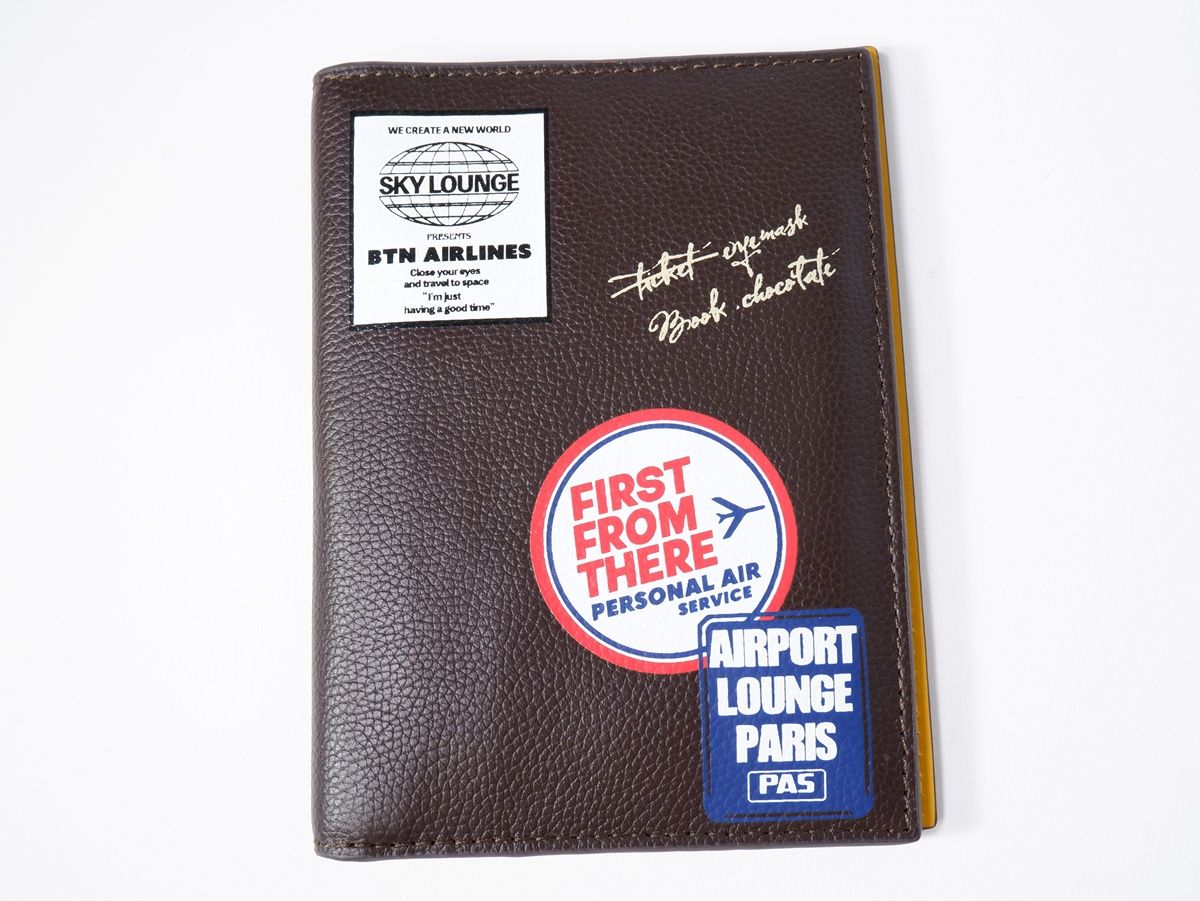 WE CREATE A NEW WORLD
SKY LOUNGE
PRESENTS
BTN AIRLINES
Close your eyes
and travel to space
"I'm just
having a good time"
ticket eyemask
Book . chocolate
FIRST
FROM
THERE
PERSONAL AIR
SERVICE
AIRPORT
LOUNGE
PARIS
PAS